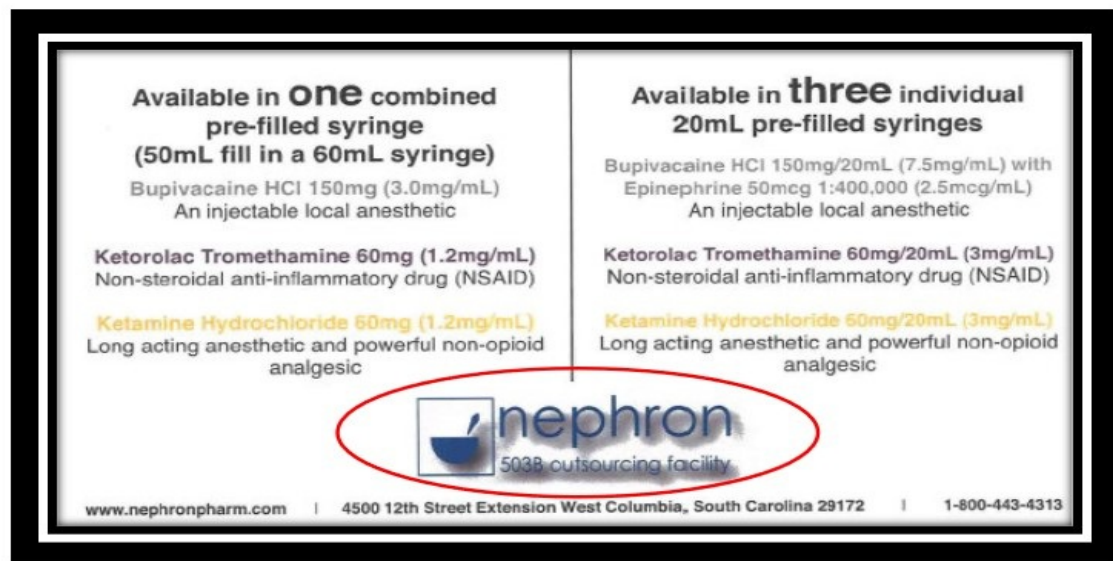 Available in one combined
pre-filled syringe
(50mL fill in a 60mL syringe)
Bupivacaine HCl 150mg (3.0mg/mL)
An injectable local anesthetic
Ketorolac Tromethamine 60mg (1.2mg/mL)
Non-steroidal anti-inflammatory drug (NSAID)
Ketamine Hydrochloride 60mg (1.2mg/mL)
Long acting anesthetic and powerful non-opioid
analgesic
Available in three individual
20mL pre-filled syringes
Bupivacaine HCl 150mg/20mL (7.5mg/mL) with
Epinephrine 50mcg 1:400,000 (2.5mcg/mL)
An injectable local anesthetic
Ketorolac Tromethamine 60mg/20mL (3mg/mL)
Non-steroidal anti-inflammatory drug (NSAID)
Ketamine Hydrochloride 60mg/20mL (3mg/mL)
Long acting anesthetic and powerful non-opioid
analgesic
nephron
503B outsourcing facility
www.nephronpharm.com | 4500 12th Street Extension West Columbia, South Carolina 29172 | 1-800-443-4313